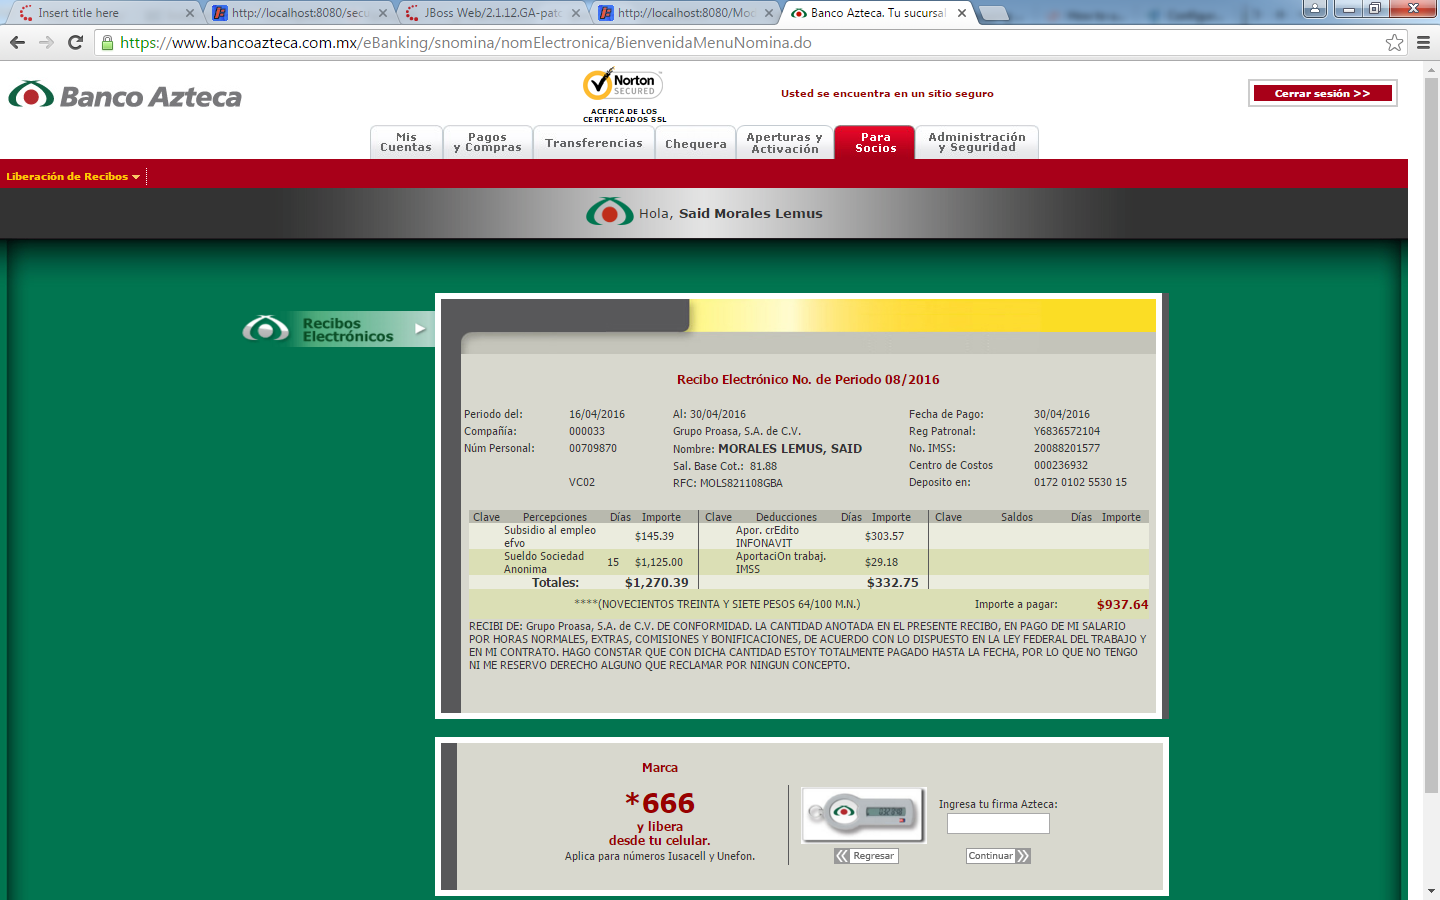 Insert title here
http://localhost:8080/secu
JBoss Web/2.1.12.GA-patc
http://localhost:8080/Mod
Banco Azteca. Tu sucursal
https://www.bancoazteca.com.mx/eBanking/snomina/nomElectronica/BienvenidaMenuNomina.do
Banco Azteca
Norton
SECURED
ACERCA DE LOS
CERTIFICADOS SSL
Usted se encuentra en un sitio seguro
Cerrar sesión >>
Mis Cuentas
Pagos y Compras
Transferencias
Chequera
Aperturas y Activación
Para Socios
Administración y Seguridad
Liberación de Recibos
Hola, Said Morales Lemus
Recibos
Electrónicos
Recibo Electrónico No. de Periodo 08/2016
Periodo del: 16/04/2016 Al: 30/04/2016 Fecha de Pago: 30/04/2016
Compañía: 000033 Grupo Proasa, S.A. de C.V. Reg Patronal: Y6836572104
Núm Personal: 00709870 Nombre: MORALES LEMUS, SAID No. IMSS: 20088201577
Sal. Base Cot.: 81.88 Centro de Costos 000236932
VC02 RFC: MOLS821108GBA Deposito en: 0172 0102 5530 15
Clave Percepciones Días Importe Clave Deducciones Días Importe Clave Saldos Días Importe
Subsidio al empleo efvo $145.39 Apor. crEdito INFONAVIT $303.57
Sueldo Sociedad Anonima 15 $1,125.00 AportaciOn trabaj. IMSS $29.18
Totales: $1,270.39 $332.75
****(NOVECIENTOS TREINTA Y SIETE PESOS 64/100 M.N.) Importe a pagar: $937.64
RECIBI DE: Grupo Proasa, S.A. de C.V. DE CONFORMIDAD. LA CANTIDAD ANOTADA EN EL PRESENTE RECIBO, EN PAGO DE MI SALARIO
POR HORAS NORMALES, EXTRAS, COMISIONES Y BONIFICACIONES, DE ACUERDO CON LO DISPUESTO EN LA LEY FEDERAL DEL TRABAJO Y
EN MI CONTRATO. HAGO CONSTAR QUE CON DICHA CANTIDAD ESTOY TOTALMENTE PAGADO HASTA LA FECHA, POR LO QUE NO TENGO
NI ME RESERVO DERECHO ALGUNO QUE RECLAMAR POR NINGUN CONCEPTO.
Marca
*666
y libera
desde tu celular.
Aplica para números Iusacell y Unefon.
Ingresa tu firma Azteca:
Regresar
Continuar